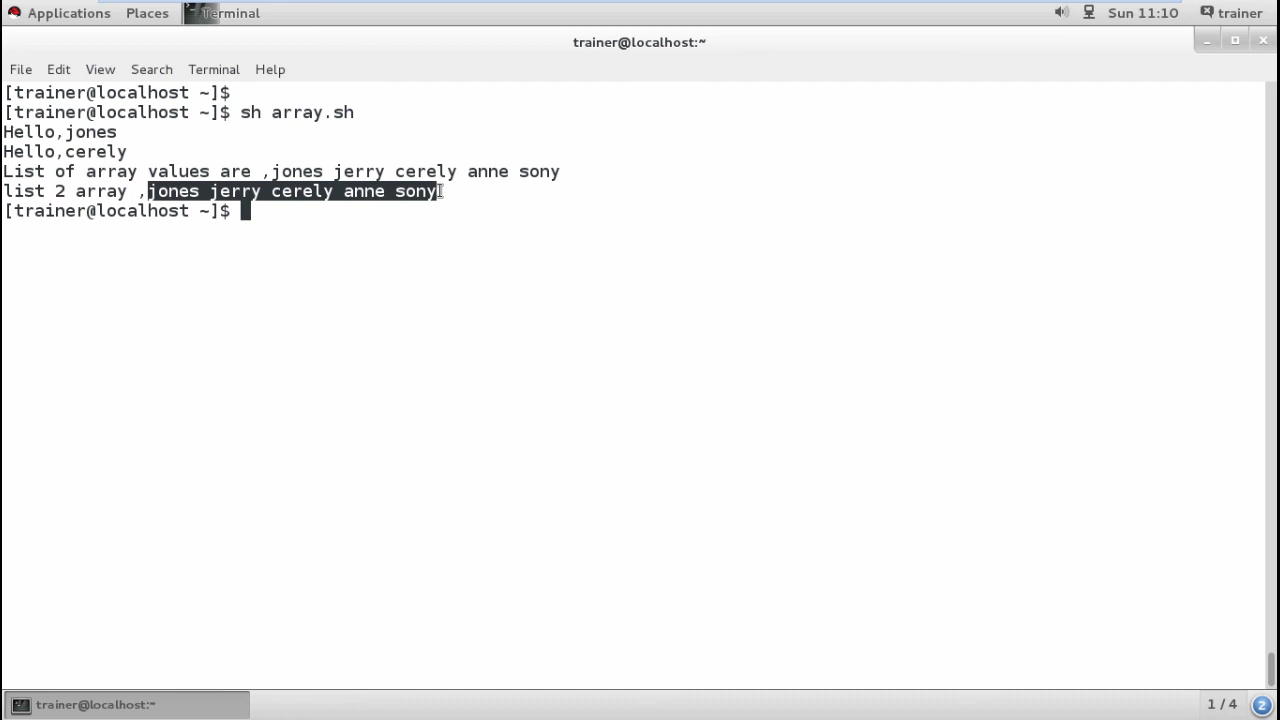 Applications Places Terminal Sun 11:10 trainer
trainer@localhost:~
File Edit View Search Terminal Help
[trainer@localhost ~]$
[trainer@localhost ~]$ sh array.sh
Hello,jones
Hello,cerely
List of array values are ,jones jerry cerely anne sony
list 2 array ,jones jerry cerely anne sony
[trainer@localhost ~]$
trainer@localhost:~ 1 / 4 2